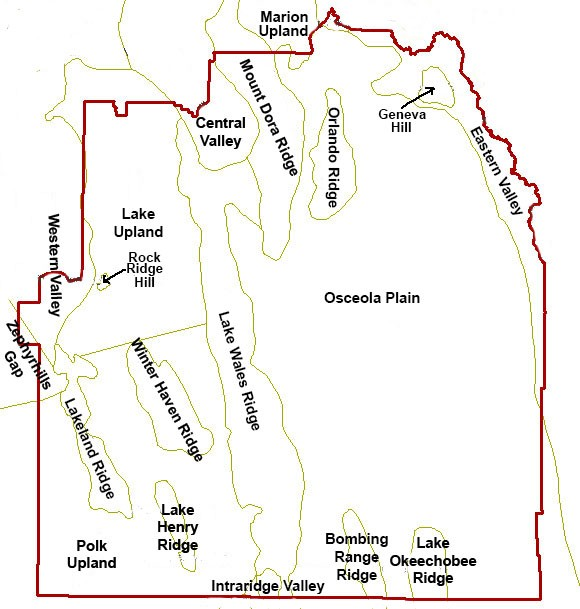 Marion
Upland
Mount Dora Ridge
Geneva
Hill
Central
Valley
Orlando Ridge
Eastern Valley
Lake
Upland
Western Valley
Rock
Ridge
Hill
Osceola Plain
Zephyrhills
Gap
Lake Wales Ridge
Winter Haven Ridge
Lakeland Ridge
Lake
Henry
Ridge
Polk
Upland
Bombing
Range
Ridge
Lake
Okeechobee
Ridge
Intraridge Valley